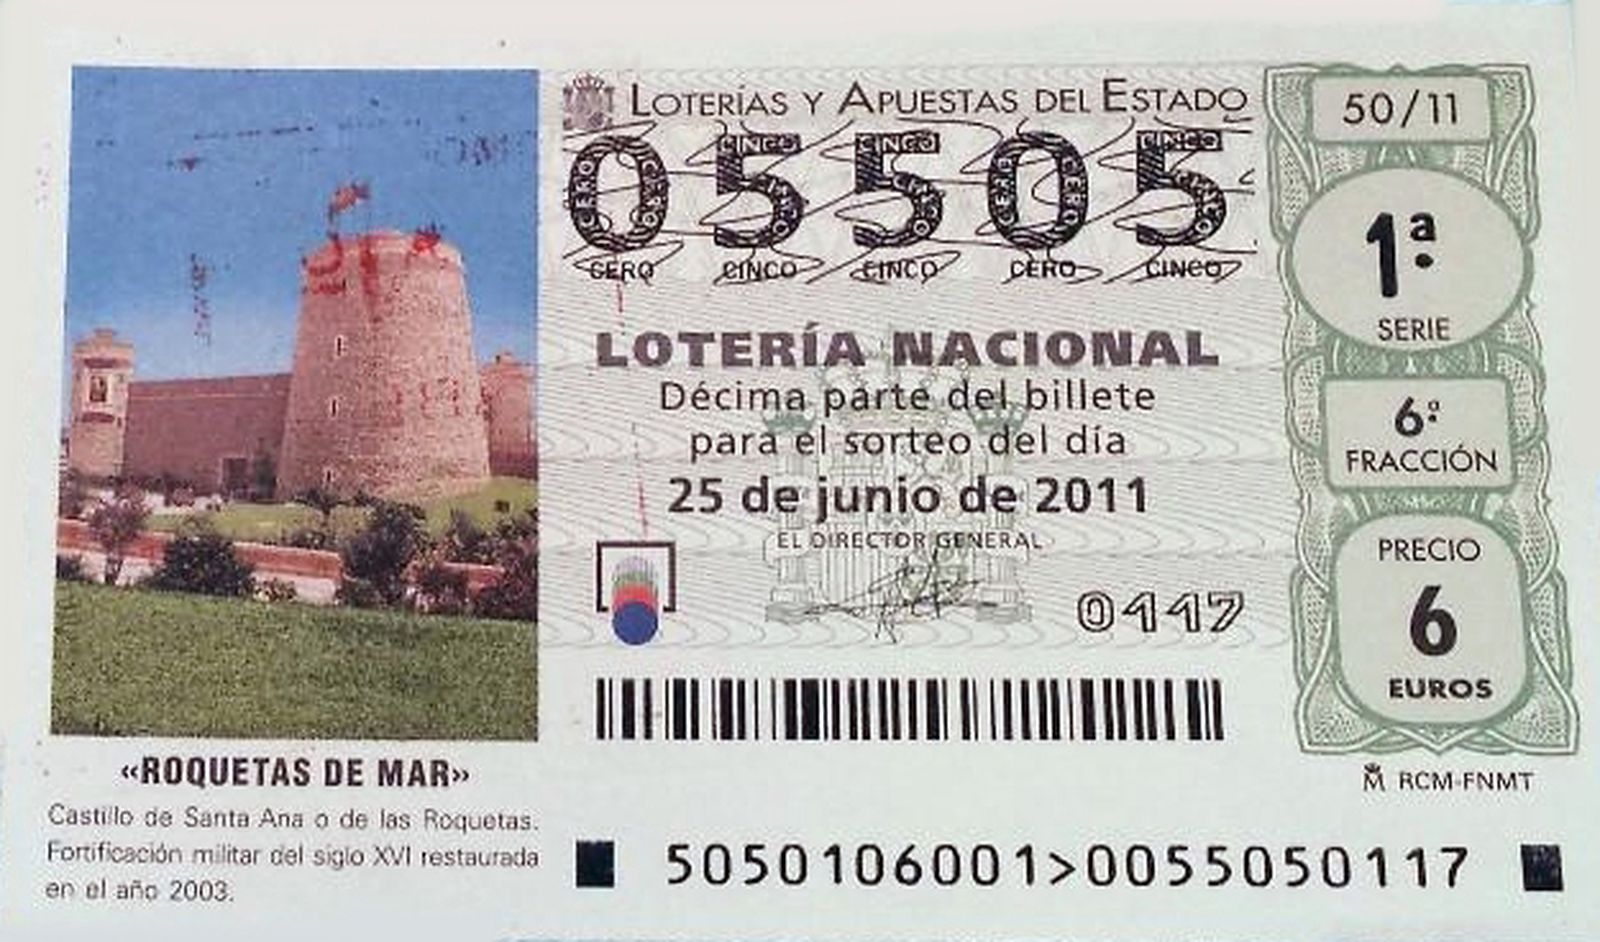 LOTERÍAS Y APUESTAS DEL ESTADO
05505
CERO CINCO CINCO CERO CINCO
LOTERÍA NACIONAL
Décima parte del billete
para el sorteo del día
25 de junio de 2011
EL DIRECTOR GENERAL
0117
50/11
1ª
SERIE
6ª
FRACCIÓN
PRECIO
6
EUROS
RCM-FNMT
«ROQUETAS DE MAR»
Castillo de Santa Ana o de las Roquetas.
Fortificación militar del siglo XVI restaurada
en el año 2003.
5050106001>0055050117